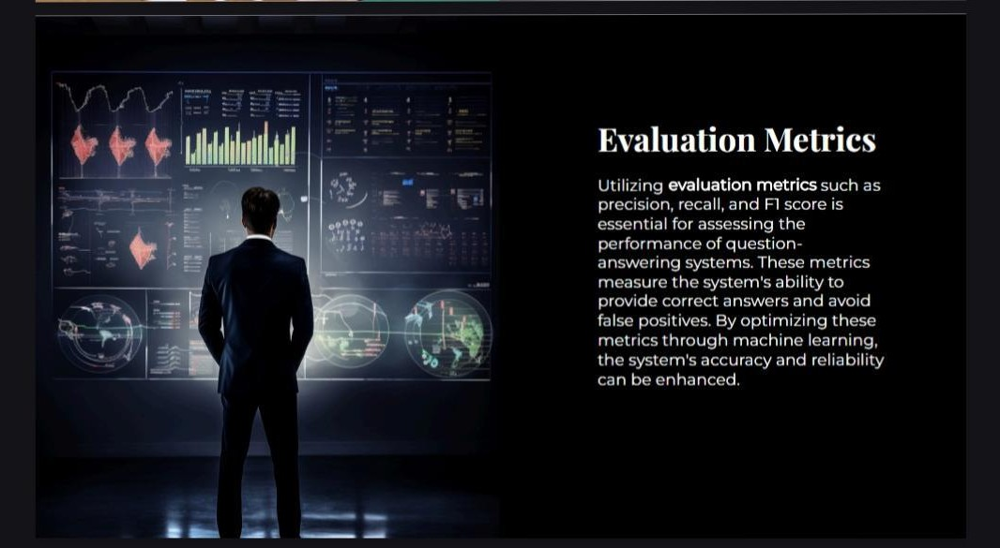 Evaluation Metrics
Utilizing evaluation metrics such as
precision, recall, and F1 score is
essential for assessing the
performance of question-
answering systems. These metrics
measure the system's ability to
provide correct answers and avoid
false positives. By optimizing these
metrics through machine learning,
the system's accuracy and reliability
can be enhanced.